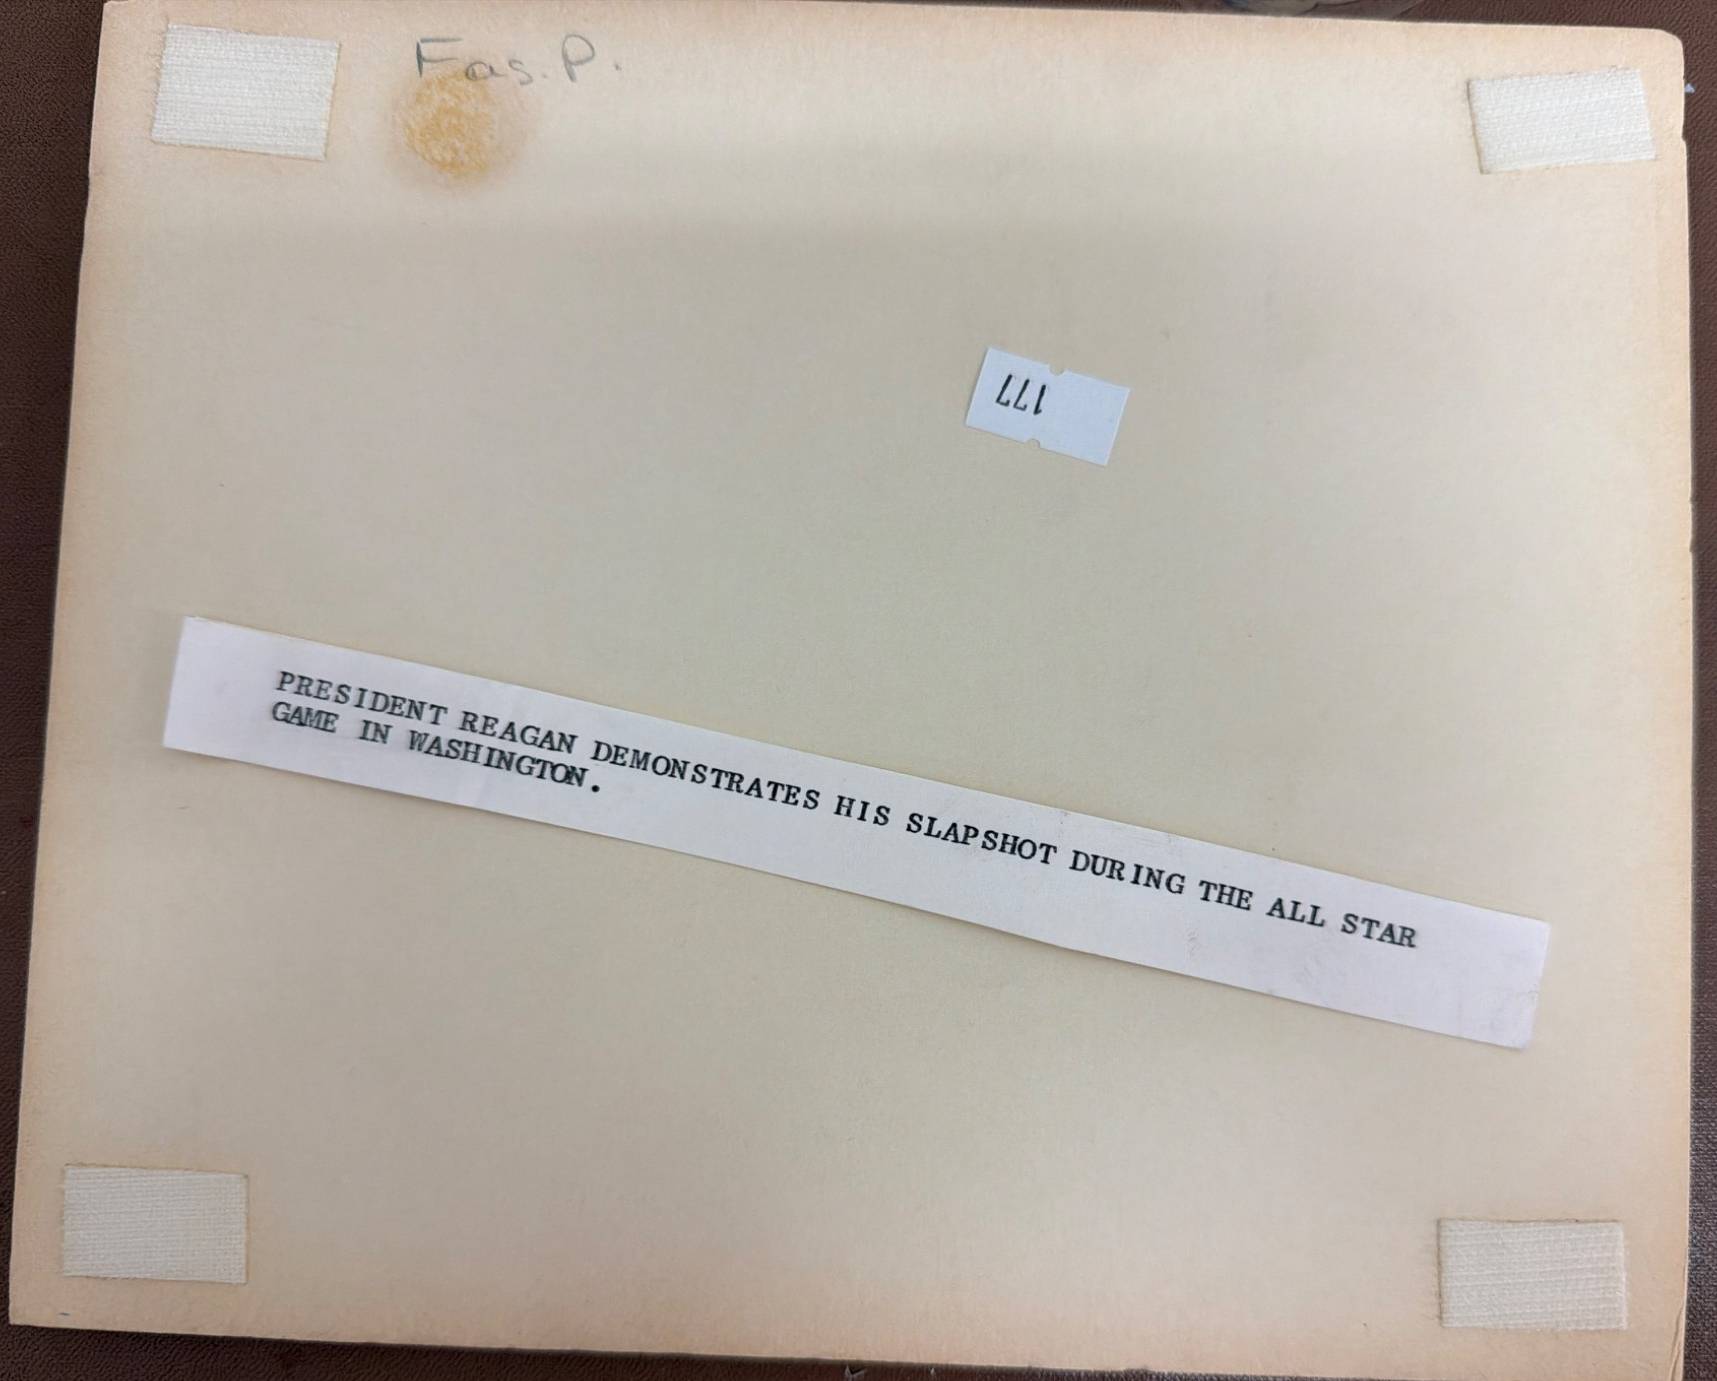 Fas. P.
177
PRESIDENT REAGAN DEMONSTRATES HIS SLAPSHOT DURING THE ALL STAR
GAME IN WASHINGTON.